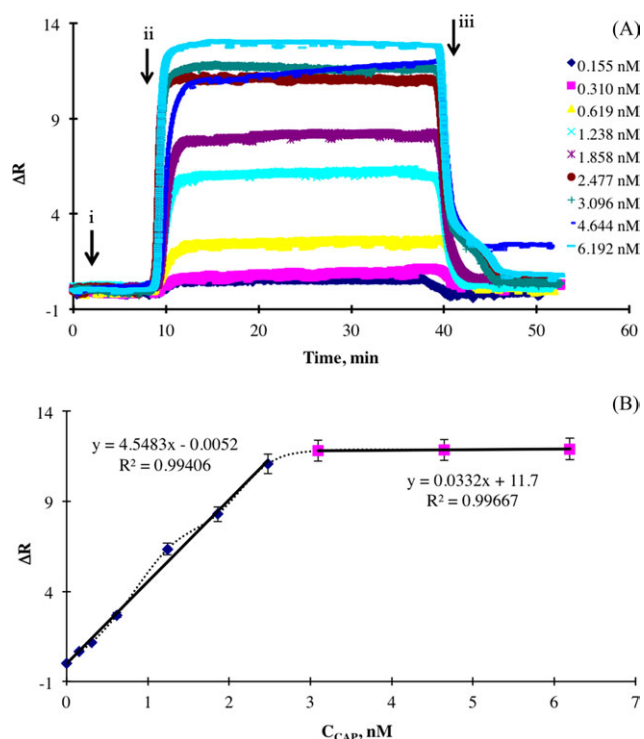 (A)
14
9
4
-1
ΔR
i
ii
iii
0.155 nM
0.310 nM
0.619 nM
1.238 nM
1.858 nM
2.477 nM
3.096 nM
4.644 nM
6.192 nM
0 10 20 30 40 50 60
Time, min
(B)
14
9
4
-1
ΔR
y = 4.5483x - 0.0052
R² = 0.99406
y = 0.0332x + 11.7
R² = 0.99667
0 1 2 3 4 5 6 7
C_CAP, nM